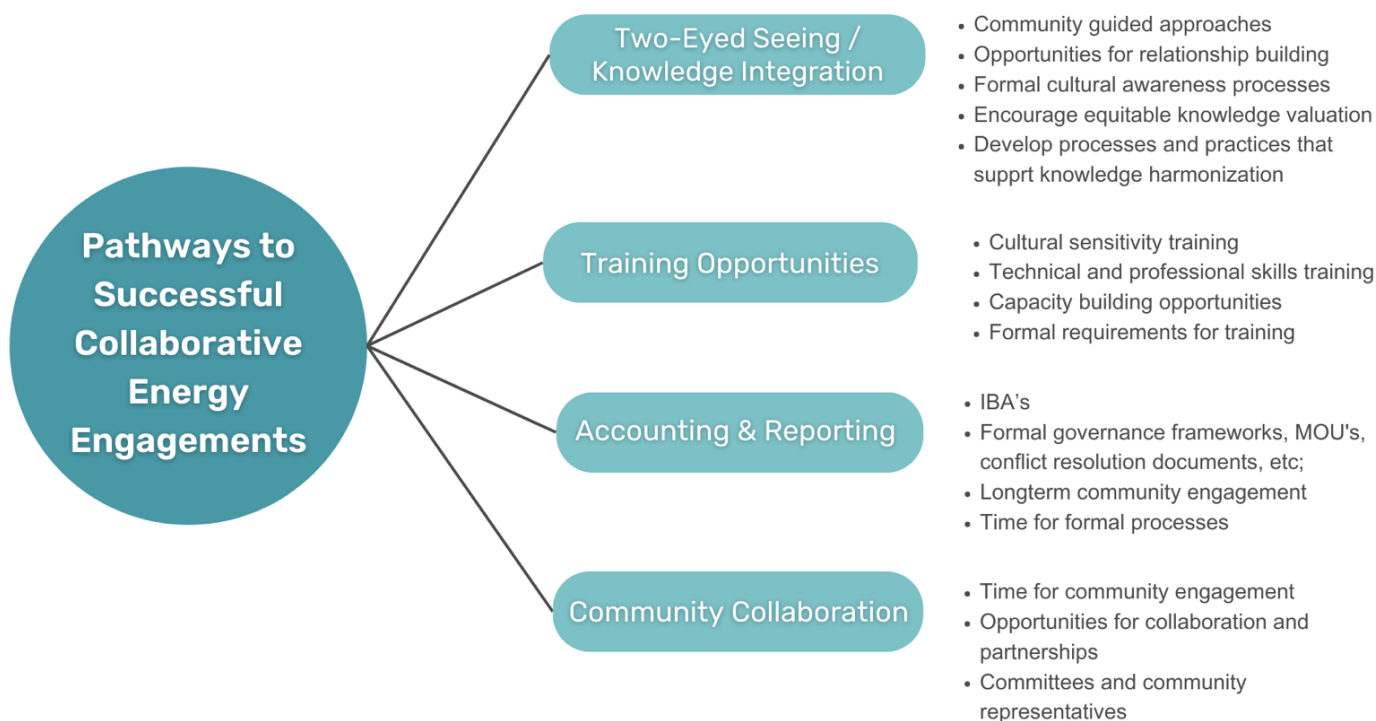 Pathways to
Successful
Collaborative
Energy
Engagements
Two-Eyed Seeing /
Knowledge Integration
• Community guided approaches
• Opportunities for relationship building
• Formal cultural awareness processes
• Encourage equitable knowledge valuation
• Develop processes and practices that
supprt knowledge harmonization
Training Opportunities
• Cultural sensitivity training
• Technical and professional skills training
• Capacity building opportunities
• Formal requirements for training
Accounting & Reporting
• IBA’s
• Formal governance frameworks, MOU's,
conflict resolution documents, etc;
• Longterm community engagement
• Time for formal processes
Community Collaboration
• Time for community engagement
• Opportunities for collaboration and
partnerships
• Committees and community
representatives